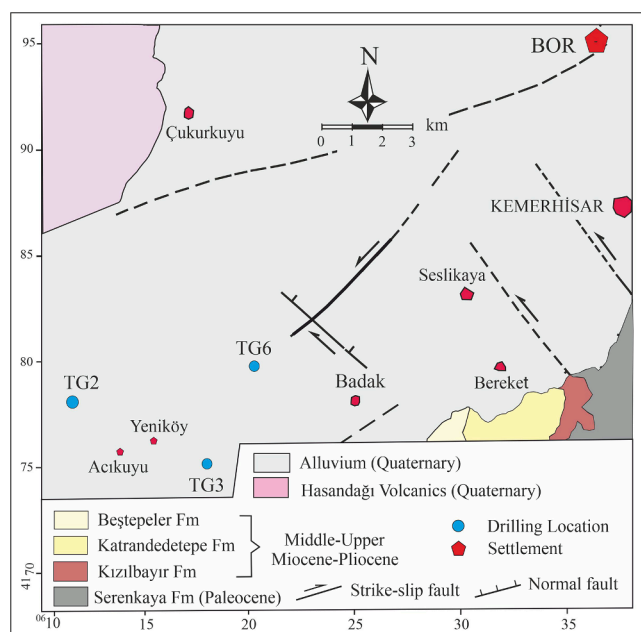 95
BOR
N
km
0 1 2 3
Çukurkuyu
90
KEMERHİSAR
85
Seslikaya
80
TG6
TG2
Badak
Bereket
Yeniköy
Acıkuyu
TG3
75
Alluvium (Quaternary)
Hasandağı Volcanics (Quaternary)
Beştepeler Fm
Katrandedetepe Fm
Kızılbayır Fm
Middle-Upper
Miocene-Pliocene
Drilling Location
Settlement
Serenkaya Fm (Paleocene)
Strike-slip fault
Normal fault
41 70
06 10 15 20 25 30 35